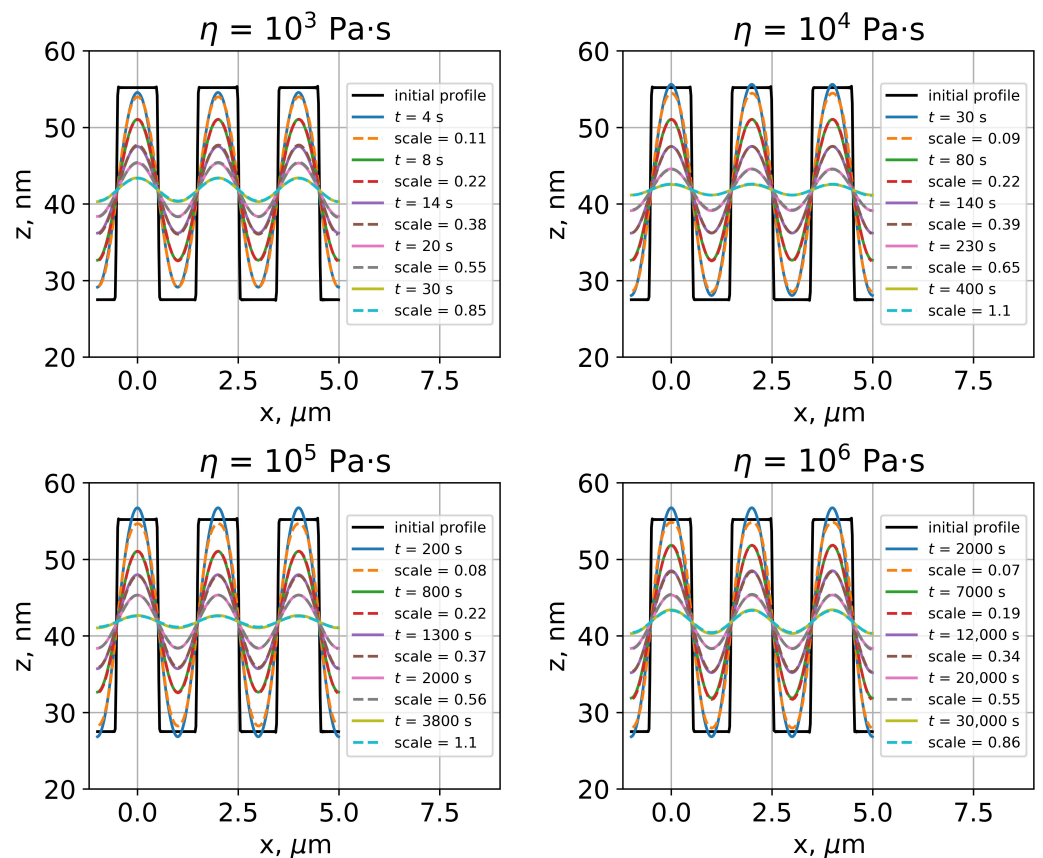 η = 10³ Pa·s
60
50
40
30
20
z, nm
0.0 2.5 5.0 7.5
x, μm
initial profile
t = 4 s
scale = 0.11
t = 8 s
scale = 0.22
t = 14 s
scale = 0.38
t = 20 s
scale = 0.55
t = 30 s
scale = 0.85
η = 10⁴ Pa·s
60
50
40
30
20
z, nm
0.0 2.5 5.0 7.5
x, μm
initial profile
t = 30 s
scale = 0.09
t = 80 s
scale = 0.22
t = 140 s
scale = 0.39
t = 230 s
scale = 0.65
t = 400 s
scale = 1.1
η = 10⁵ Pa·s
60
50
40
30
20
z, nm
0.0 2.5 5.0 7.5
x, μm
initial profile
t = 200 s
scale = 0.08
t = 800 s
scale = 0.22
t = 1300 s
scale = 0.37
t = 2000 s
scale = 0.56
t = 3800 s
scale = 1.1
η = 10⁶ Pa·s
60
50
40
30
20
z, nm
0.0 2.5 5.0 7.5
x, μm
initial profile
t = 2000 s
scale = 0.07
t = 7000 s
scale = 0.19
t = 12,000 s
scale = 0.34
t = 20,000 s
scale = 0.55
t = 30,000 s
scale = 0.86